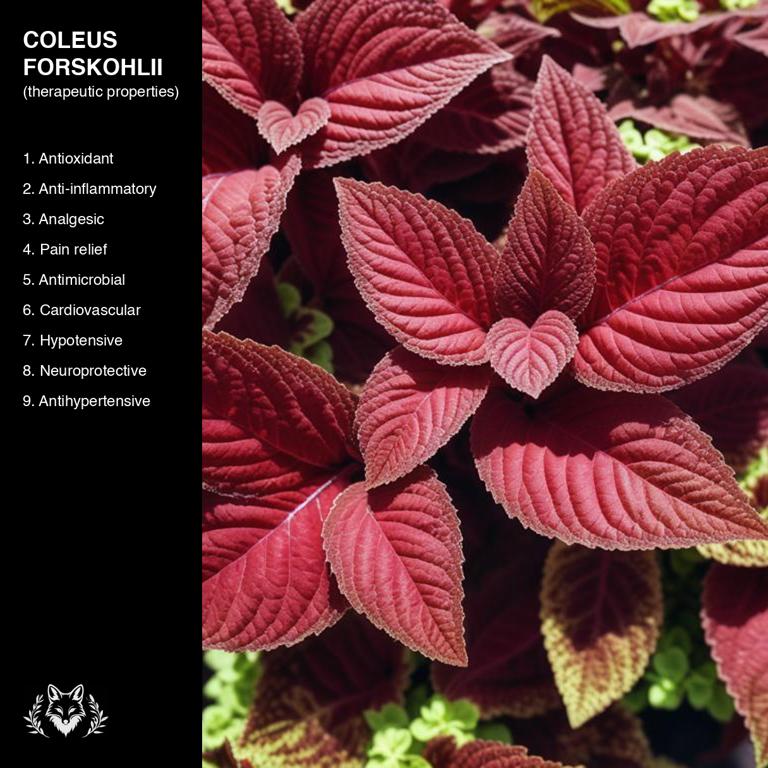 COLEUS
FORSKOHLII
(therapeutic properties)
1. Antioxidant
2. Anti-inflammatory
3. Analgesic
4. Pain relief
5. Antimicrobial
6. Cardiovascular
7. Hypotensive
8. Neuroprotective
9. Antihypertensive